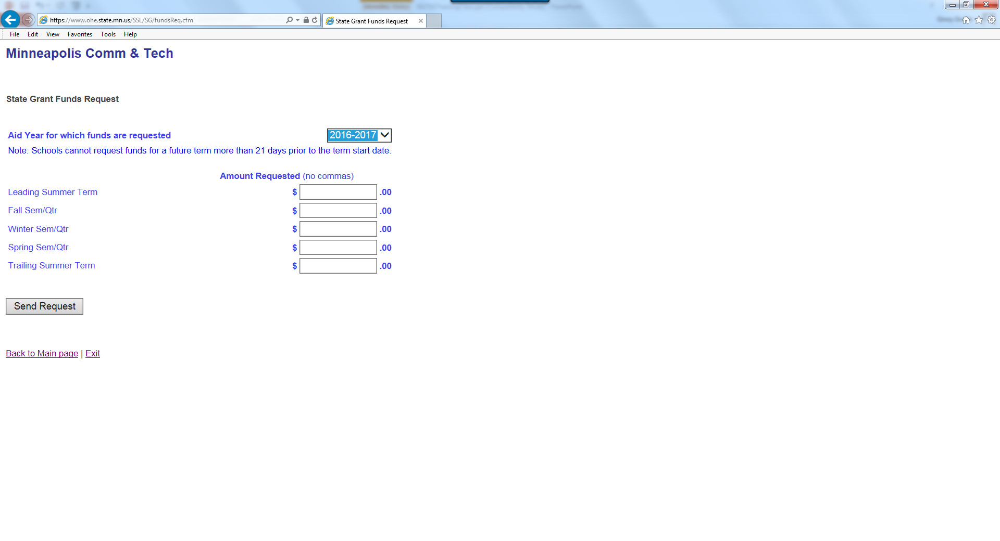 https://www.ohe.state.mn.us/SSL/SG/fundsReq.cfm
State Grant Funds Request
File Edit View Favorites Tools Help
Minneapolis Comm & Tech
State Grant Funds Request
Aid Year for which funds are requested 2016-2017
Note: Schools cannot request funds for a future term more than 21 days prior to the term start date.
Amount Requested (no commas)
Leading Summer Term $ .00
Fall Sem/Qtr $ .00
Winter Sem/Qtr $ .00
Spring Sem/Qtr $ .00
Trailing Summer Term $ .00
Send Request
Back to Main page | Exit